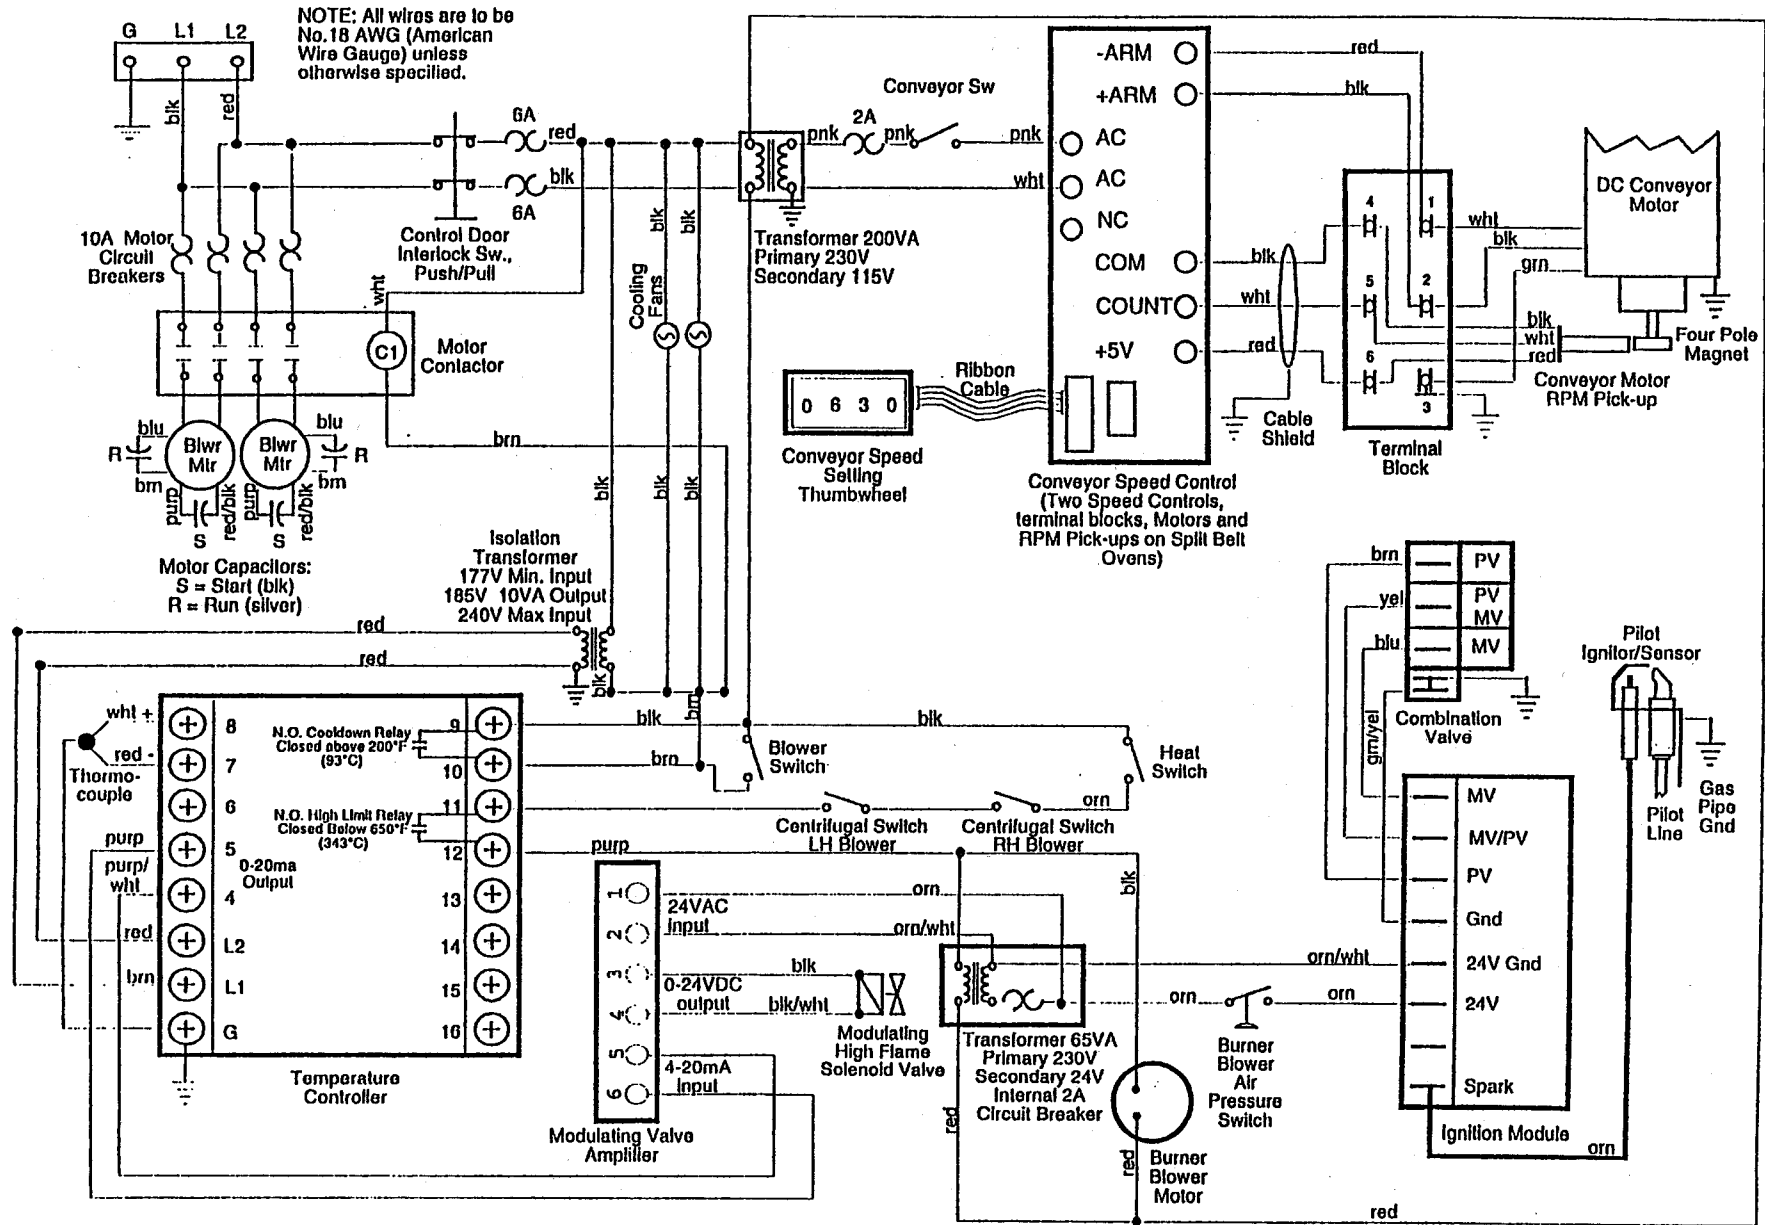 NOTE: All wires are to be
No.18 AWG (American
Wire Gauge) unless
otherwise specified.
G L1 L2
blk
red
6A
red
blk
6A
10A Motor
Circuit
Breakers
Control Door
Interlock Sw.,
Push/Pull
wht
C1
Motor
Contactor
blu
R
brn
Blwr
Mtr
Blwr
Mtr
blu
R
brn
purp
red/blk
purp
red/blk
S
S
Motor Capacitors:
S = Start (blk)
R = Run (silver)
brn
Cooling
Fans
blk
blk
blk
blk
blk
Transformer 200VA
Primary 230V
Secondary 115V
pnk
2A
pnk
Conveyor Sw
pnk
wht
-ARM
+ARM
AC
AC
NC
COM
COUNT
+5V
red
blk
blk
wht
red
Cable
Shield
Ribbon
Cable
0 6 3 0
Conveyor Speed
Setting
Thumbwheel
Conveyor Speed Control
(Two Speed Controls,
terminal blocks, Motors and
RPM Pick-ups on Split Belt
Ovens)
4 1
5 2
6
3
Terminal
Block
wht
blk
grn
blk
wht
red
DC Conveyor
Motor
Four Pole
Magnet
Conveyor Motor
RPM Pick-up
Isolation
Transformer
177V Min. Input
185V 10VA Output
240V Max Input
red
red
blk
brn
wht +
red -
Thermo-
couple
purp
purp/
wht
red
brn
8
7
6
5
4
L2
L1
G
0-20ma
Output
N.O. Cooldown Relay
Closed above 200°F
(93°C)
N.O. High Limit Relay
Closed Below 650°F
(343°C)
9
10
11
12
13
14
15
16
Temperature
Controller
blk
blk
brn
Blower
Switch
Heat
Switch
orn
Centrifugal Switch
LH Blower
Centrifugal Switch
RH Blower
purp
blk
1
2
3
4
5
6
24VAC
input
0-24VDC
output
4-20mA
Input
orn
orn/wht
blk
blk/wht
Modulating
High Flame
Solenoid Valve
Modulating Valve
Amplifier
Transformer 65VA
Primary 230V
Secondary 24V
Internal 2A
Circuit Breaker
red
red
Burner
Blower
Motor
orn/wht
orn
orn
Burner
Blower
Air
Pressure
Switch
brn
yel
blu
grn/yel
PV
PV
MV
MV
Combination
Valve
MV
MV/PV
PV
Gnd
24V Gnd
24V
Spark
Ignition Module
orn
Pilot
Ignitor/Sensor
Pilot
Line
Gas
Pipe
Gnd
red